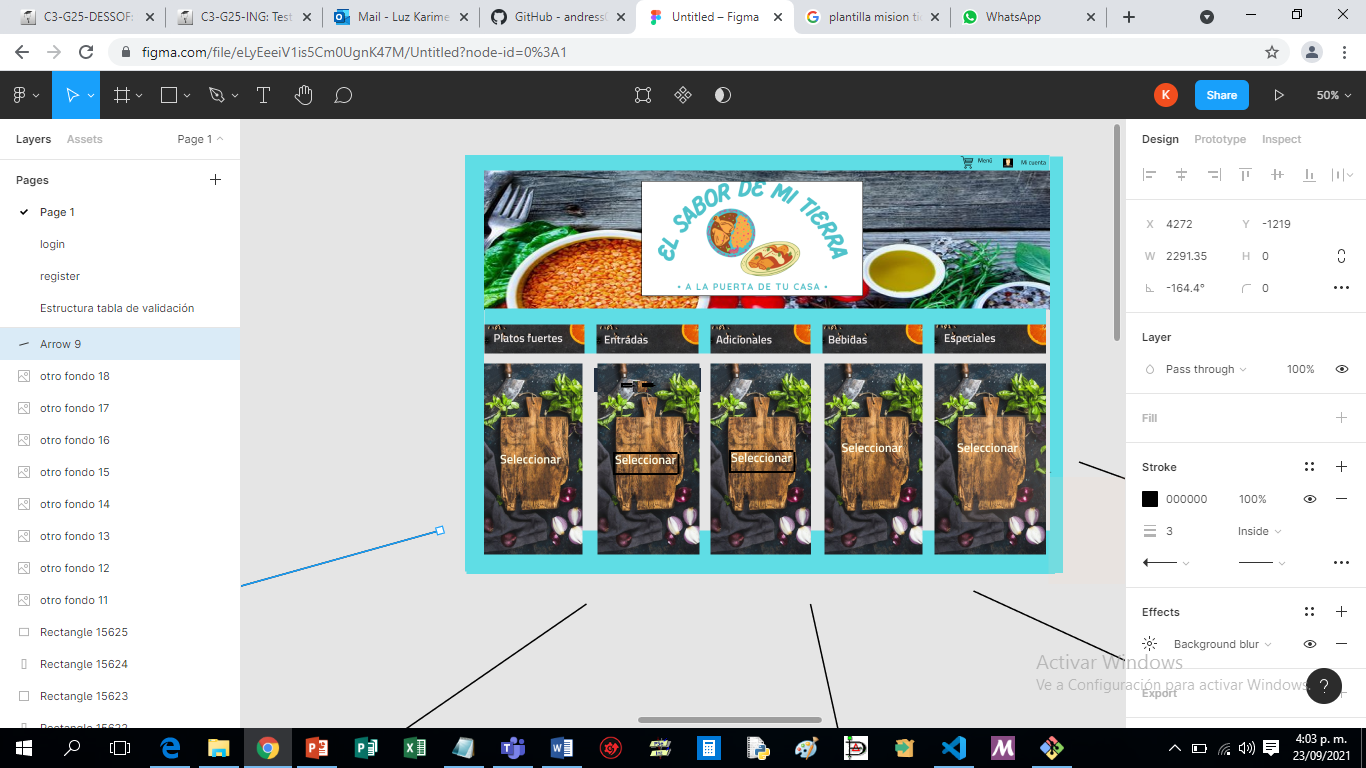 C3-G25-DESSOF:
C3-G25-ING: Test
Mail - Luz Karime
GitHub - andress
Untitled – Figma
plantilla mision ti
WhatsApp
figma.com/file/eLyEeeiV1is5Cm0UgnK47M/Untitled?node-id=0%3A1
K
Share
50%
Layers
Assets
Page 1
Pages
Page 1
login
register
Estructura tabla de validación
Arrow 9
otro fondo 18
otro fondo 17
otro fondo 16
otro fondo 15
otro fondo 14
otro fondo 13
otro fondo 12
otro fondo 11
Rectangle 15625
Rectangle 15624
Rectangle 15623
Rectangle 15622
Menú
Mi cuenta
EL SABOR DE MI TIERRA
• A LA PUERTA DE TU CASA •
Platos fuertes
Entrádas
Adicionales
Bebidas
Especiales
Seleccionar
Seleccionar
Seleccionar
Seleccionar
Seleccionar
Design
Prototype
Inspect
X 4272
Y -1219
W 2291.35
H 0
-164.4°
0
Layer
Pass through
100%
Fill
Stroke
000000
100%
3
Inside
Effects
Background blur
Export
Activar Windows
Ve a Configuración para activar Windows.
?
4:03 p. m.
23/09/2021